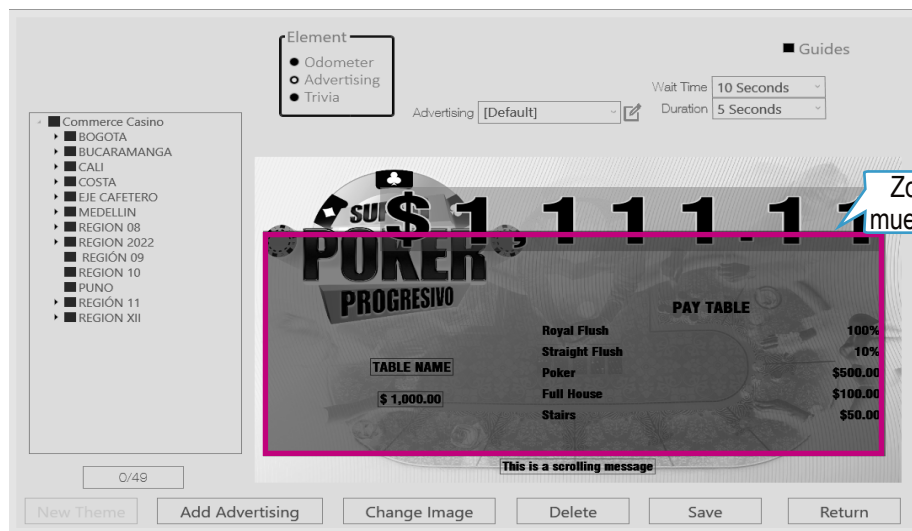 Element
Odometer
Advertising
Trivia
Guides
Wait Time 10 Seconds
Advertising [Default]
Duration 5 Seconds
Commerce Casino
BOGOTA
BUCARAMANGA
CALI
COSTA
EJE CAFETERO
MEDELLIN
REGION 08
REGION 2022
REGIÓN 09
REGION 10
PUNO
REGIÓN 11
REGION XII
0/49
$1,111.11
POKER
PROGRESIVO
PAY TABLE
Royal Flush 100%
Straight Flush 10%
Poker $500.00
Full House $100.00
Stairs $50.00
TABLE NAME
$ 1,000.00
This is a scrolling message
New Theme Add Advertising Change Image Delete Save Return